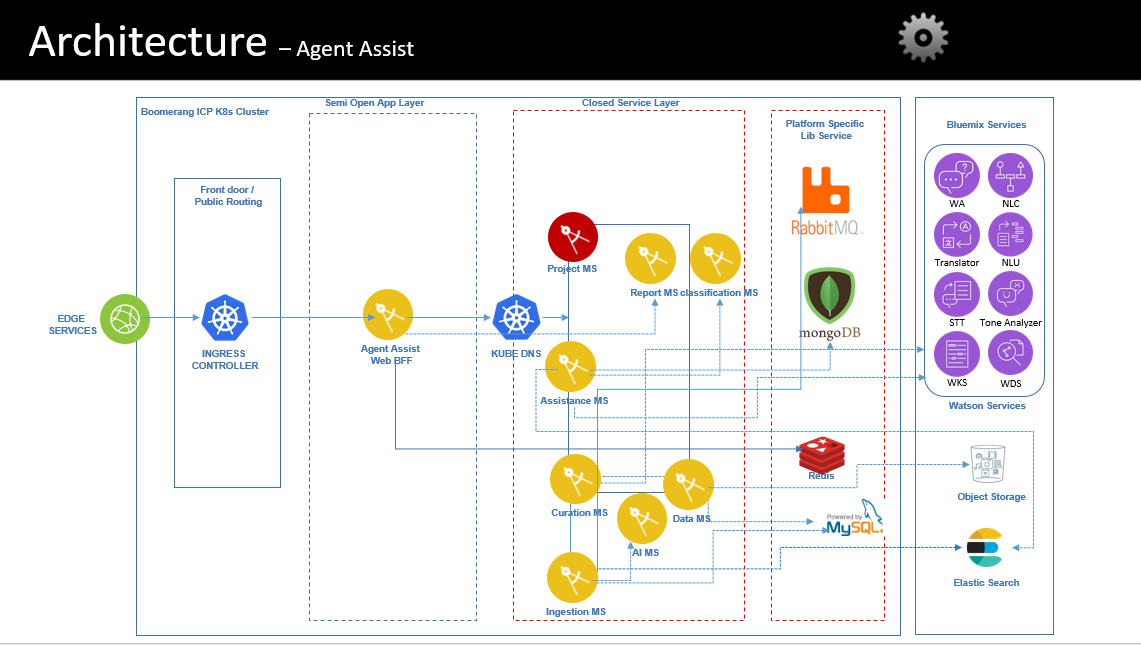 Architecture – Agent Assist
Boomerang ICP K8s Cluster
Semi Open App Layer
Closed Service Layer
Platform Specific
Lib Service
Bluemix Services
Front door /
Public Routing
WA
NLC
Translator
NLU
STT
Tone Analyzer
WKS
WDS
Watson Services
RabbitMQ
mongoDB
Project MS
Report MS
classification MS
EDGE
SERVICES
INGRESS
CONTROLLER
Agent Assist
Web BFF
KUBE DNS
Assistance MS
Redis
Curation MS
Data MS
AI MS
Powered by
MySQL
Object Storage
Elastic Search
Ingestion MS